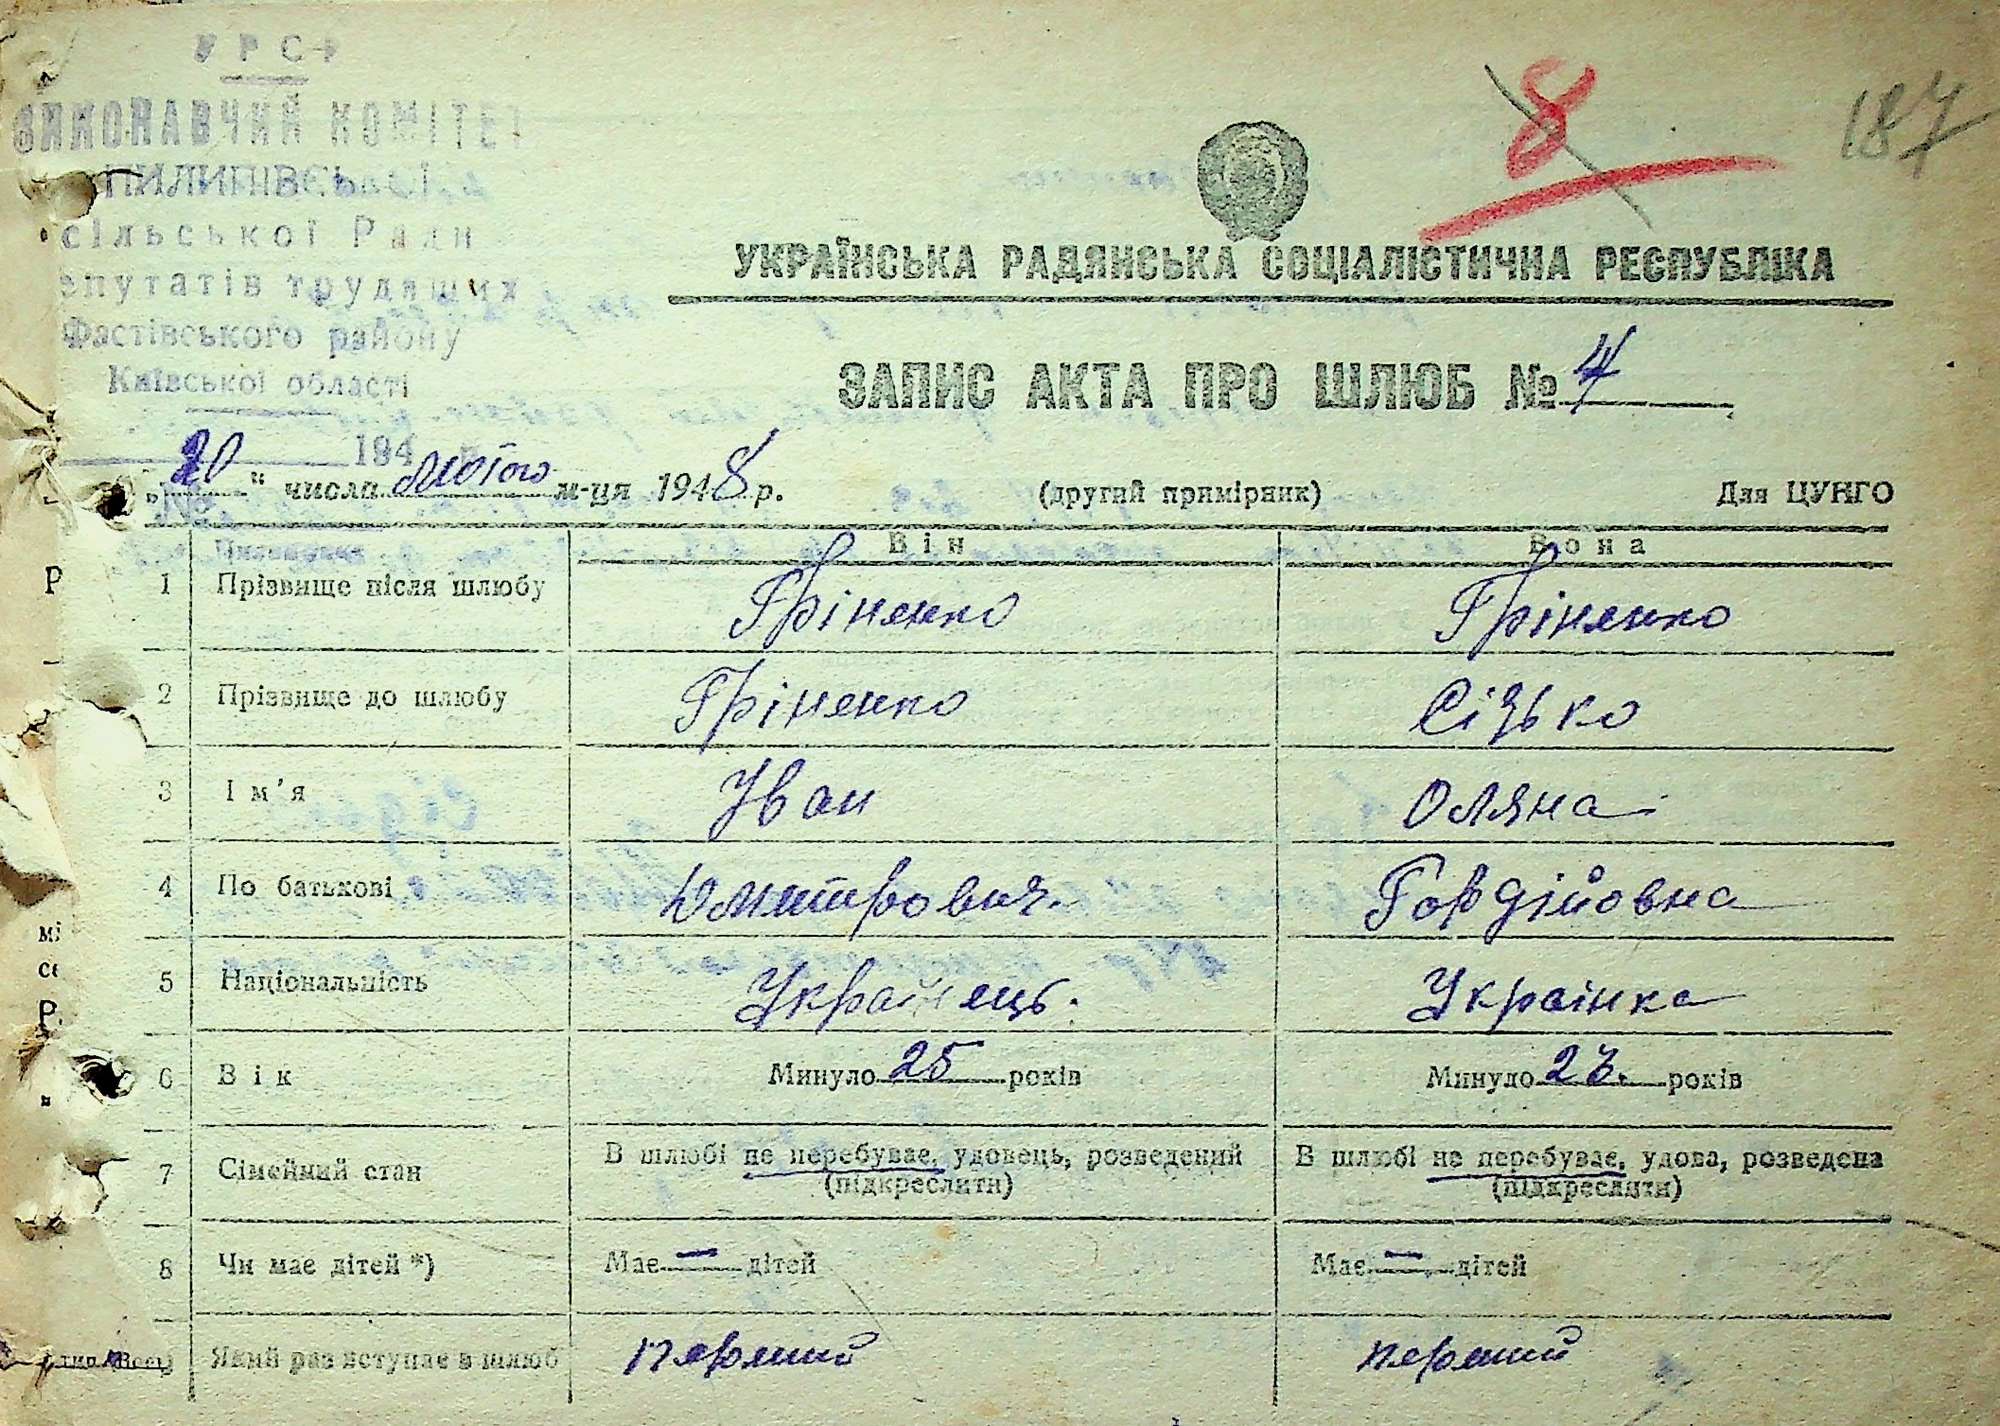 УРСР
ВИКОНАВЧИЙ КОМІТЕТ
ПИЛИПІВСЬКОЇ
сільської Ради
депутатів трудящих
Фастівського району
Київської області
194
8
187
УКРАЇНСЬКА РАДЯНСЬКА СОЦІАЛІСТИЧНА РЕСПУБЛІКА
ЗАПИС АКТА ПРО ШЛЮБ № 4
„20" числа лютого м-ця 1948 р. (другий примірник) Для ЦУНГО
Він Вона
1 Прізвище після шлюбу Гріненко Гріненко
2 Прізвище до шлюбу Гріненко
3 Ім'я Іван Оляна
4 По батькові Дмитрович. Гордійовна
5 Національність Українець. Українка
6 Вік Минуло 25 років Минуло 23. років
7 Сімейний стан В шлюбі не перебуває, удовець, розведений (підкреслити) В шлюбі не перебуває, удова, розведена (підкреслити)
8 Чи має дітей *) Має — дітей Має — дітей
Який раз вступає в шлюб перший перший